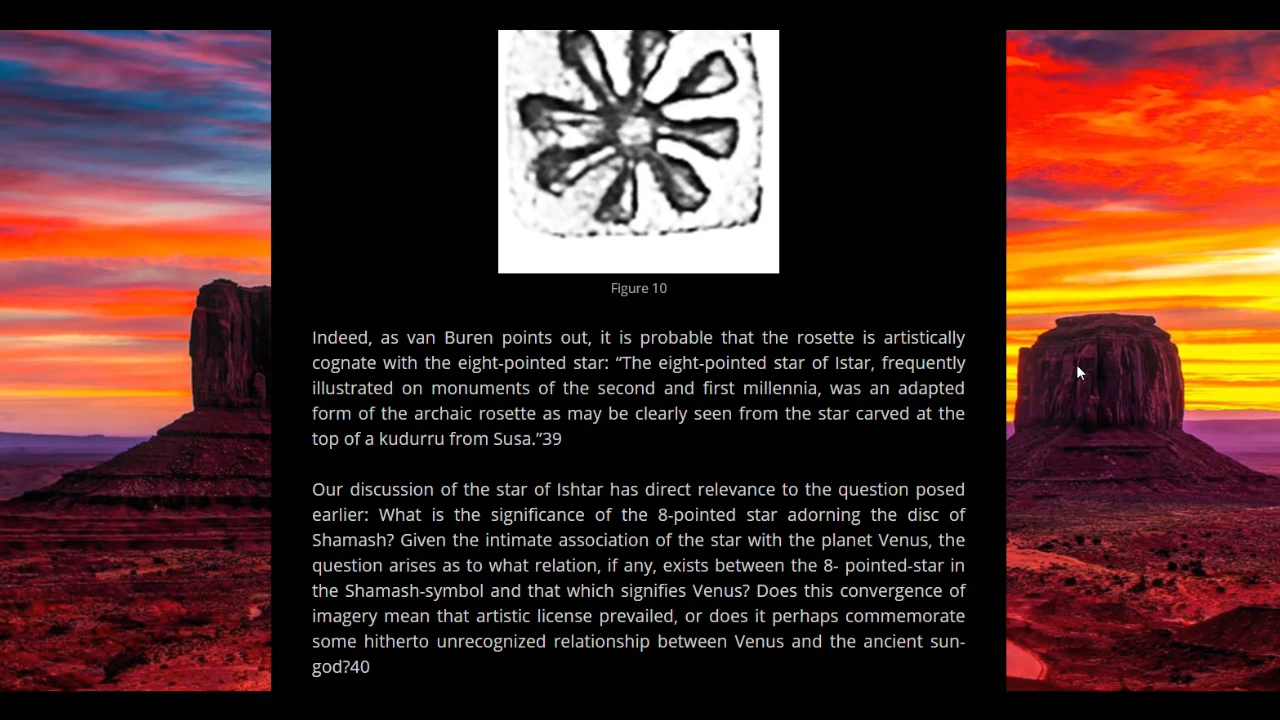 Figure 10
Indeed, as van Buren points out, it is probable that the rosette is artistically
cognate with the eight-pointed star: “The eight-pointed star of Istar, frequently
illustrated on monuments of the second and first millennia, was an adapted
form of the archaic rosette as may be clearly seen from the star carved at the
top of a kudurru from Susa.”39
Our discussion of the star of Ishtar has direct relevance to the question posed
earlier: What is the significance of the 8-pointed star adorning the disc of
Shamash? Given the intimate association of the star with the planet Venus, the
question arises as to what relation, if any, exists between the 8- pointed-star in
the Shamash-symbol and that which signifies Venus? Does this convergence of
imagery mean that artistic license prevailed, or does it perhaps commemorate
some hitherto unrecognized relationship between Venus and the ancient sun-
god?40